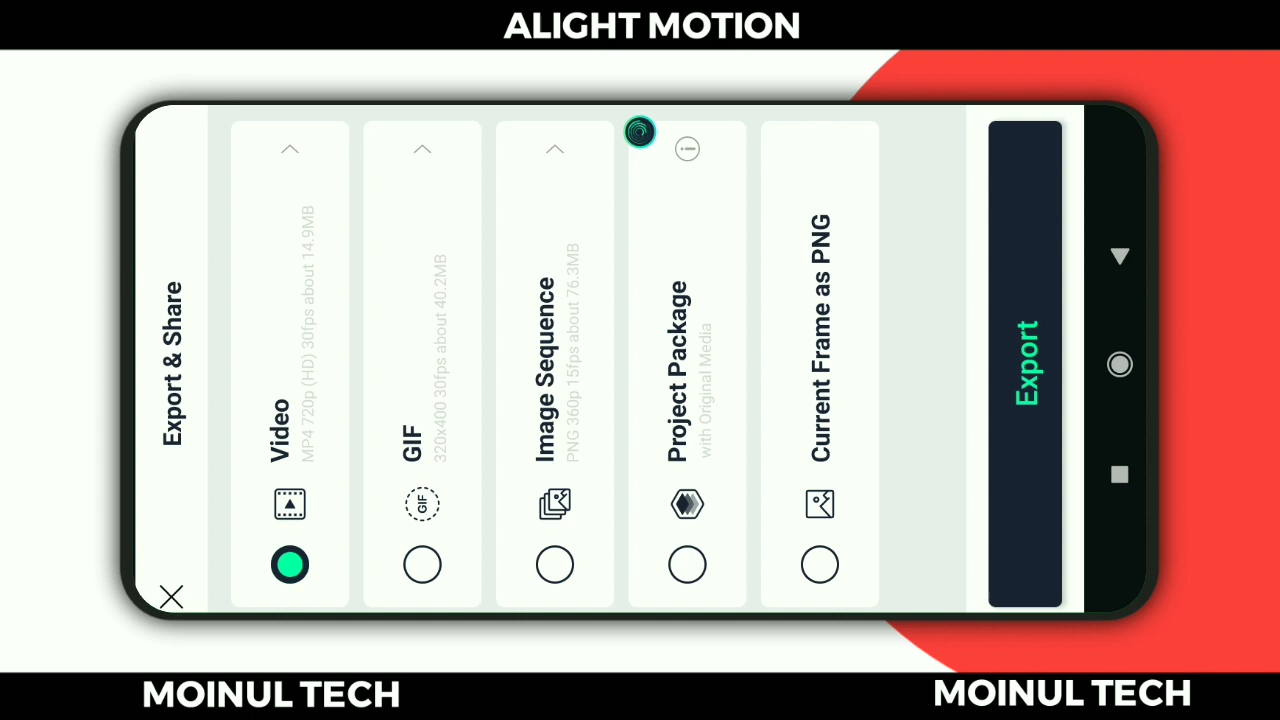 ALIGHT MOTION
Export & Share
Video
MP4 720p (HD) 30fps about 14.9MB
GIF
GIF
320x400 30fps about 40.2MB
Image Sequence
PNG 360p 15fps about 76.3MB
Project Package
with Original Media
Current Frame as PNG
Export
MOINUL TECH
MOINUL TECH